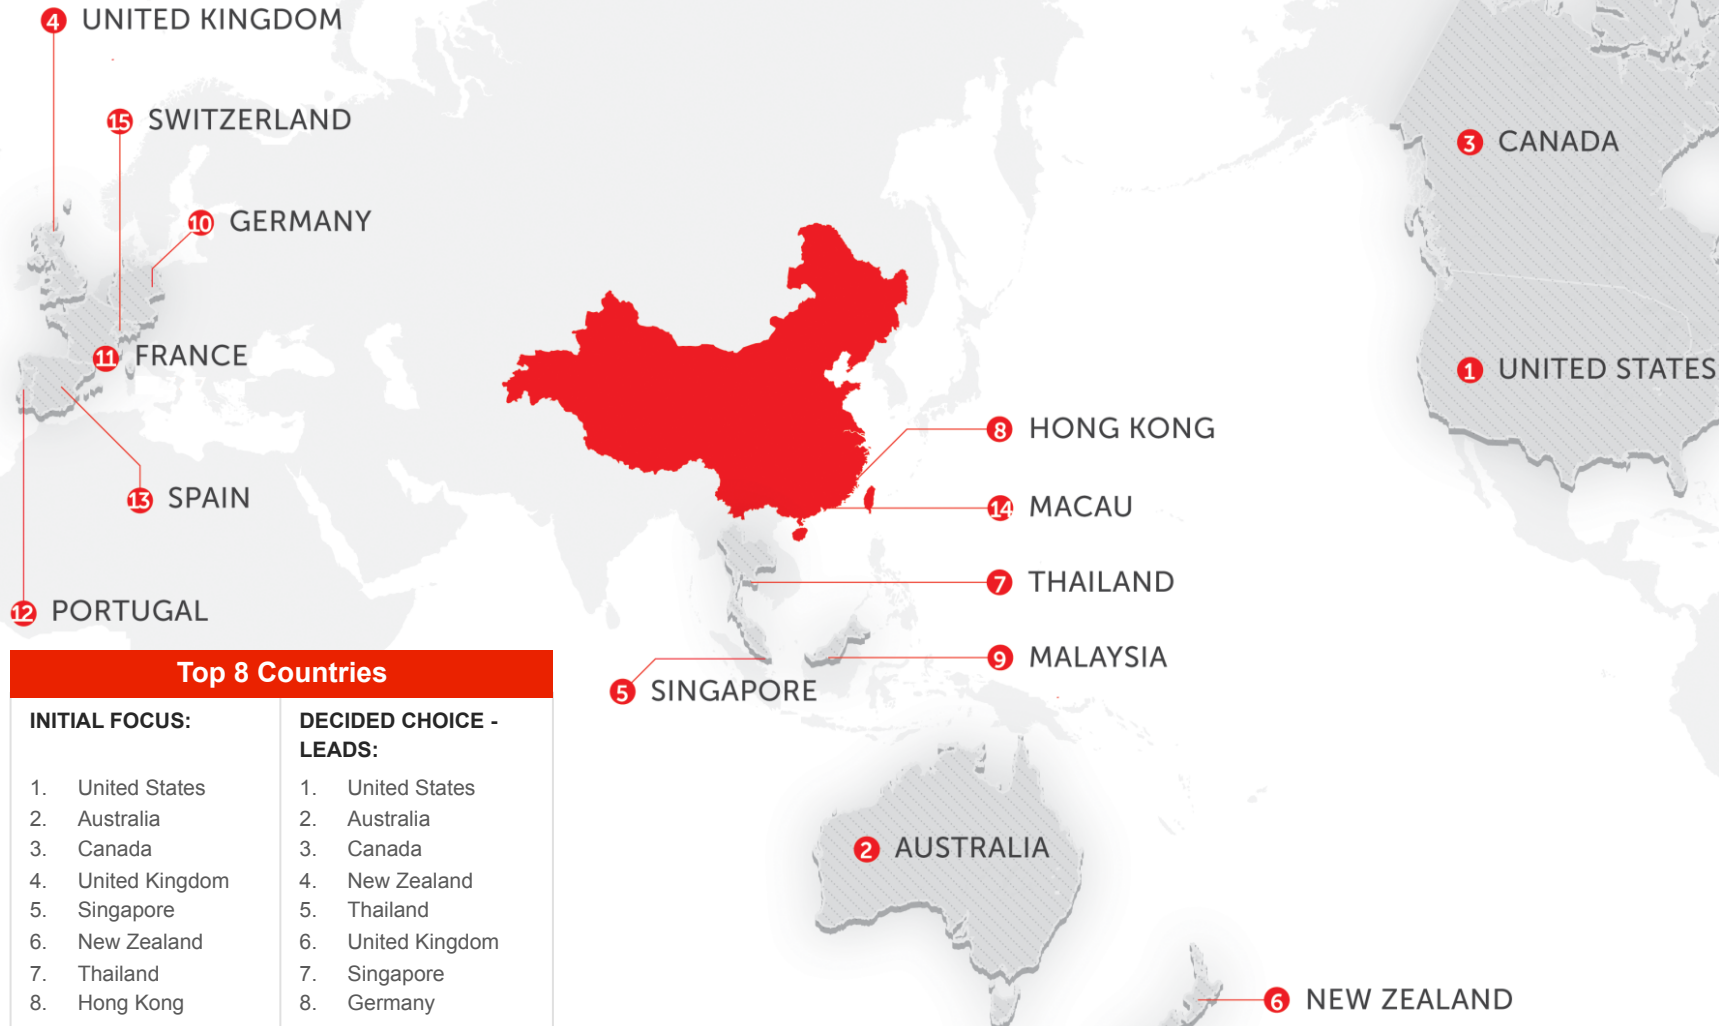 4 UNITED KINGDOM
15 SWITZERLAND
3 CANADA
10 GERMANY
11 FRANCE
1 UNITED STATES
8 HONG KONG
13 SPAIN
14 MACAU
7 THAILAND
12 PORTUGAL
9 MALAYSIA
5 SINGAPORE
2 AUSTRALIA
6 NEW ZEALAND
Top 8 Countries
INITIAL FOCUS:
1. United States
2. Australia
3. Canada
4. United Kingdom
5. Singapore
6. New Zealand
7. Thailand
8. Hong Kong
DECIDED CHOICE -
LEADS:
1. United States
2. Australia
3. Canada
4. New Zealand
5. Thailand
6. United Kingdom
7. Singapore
8. Germany